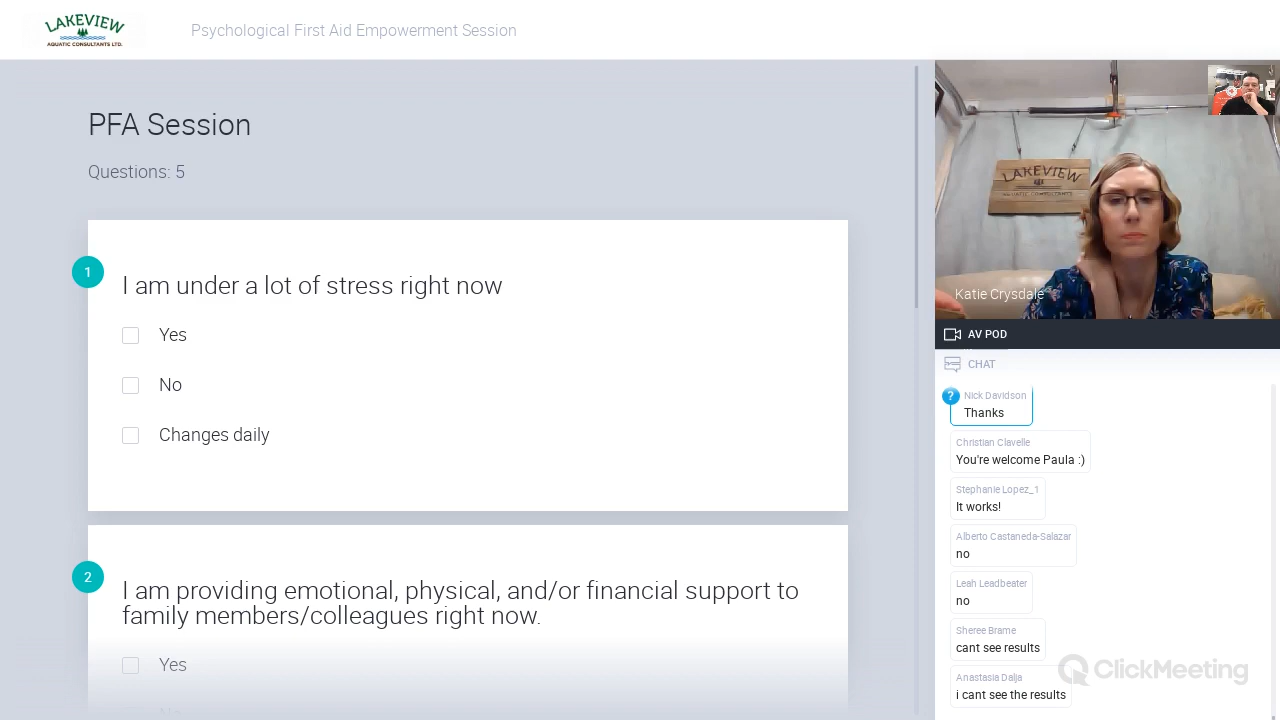 LAKEVIEW
AQUATIC CONSULTANTS LTD.
Psychological First Aid Empowerment Session
PFA Session
Questions: 5
1
I am under a lot of stress right now
Yes
No
Changes daily
2
I am providing emotional, physical, and/or financial support to
family members/colleagues right now.
Yes
No
LAKEVIEW
AQUATIC CONSULTANTS
Katie Crysdale
AV POD
CHAT
?
Nick Davidson
Thanks
Christian Clavelle
You're welcome Paula :)
Stephanie Lopez_1
It works!
Alberto Castaneda-Salazar
no
Leah Leadbeater
no
Sheree Brame
cant see results
Anastasia Dalja
i cant see the results
ClickMeeting